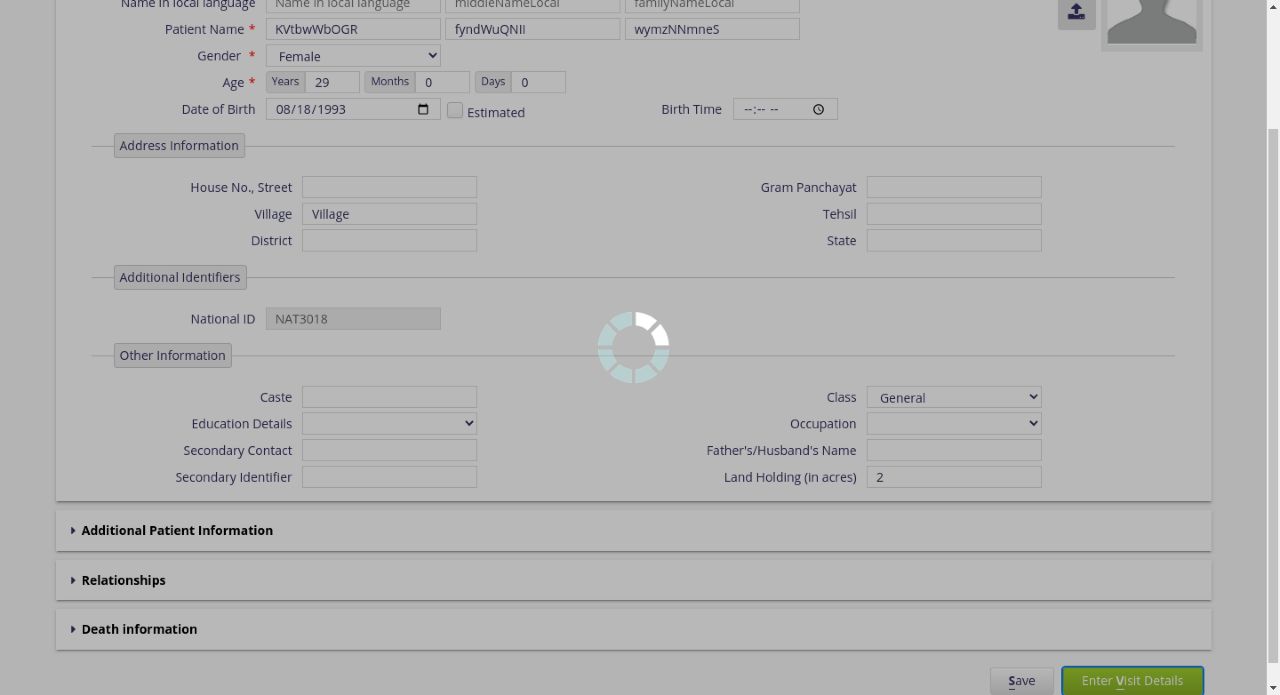 Name in local language Name in local language middleNameLocal familyNameLocal
Patient Name * KVtbwWbOGR fyndWuQNII wymzNNmneS
Gender * Female
Age * Years 29 Months 0 Days 0
Date of Birth 08/18/1993 Estimated Birth Time --:-- --
Address Information
House No., Street Gram Panchayat
Village Village Tehsil
District State
Additional Identifiers
National ID NAT3018
Other Information
Caste Class General
Education Details Occupation
Secondary Contact Father's/Husband's Name
Secondary Identifier Land Holding (in acres) 2
Additional Patient Information
Relationships
Death information
Save Enter Visit Details